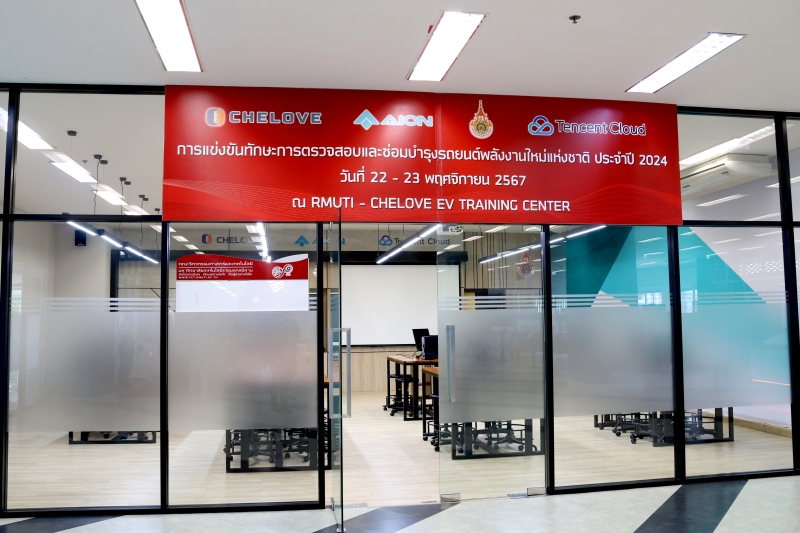 CHELOVE AION Tencent Cloud
การแข่งขันทักษะการตรวจสอบและซ่อมบำรุงรถยนต์พลังงานใหม่แห่งชาติ ประจำปี 2024
วันที่ 22 - 23 พฤศจิกายน 2567
ณ RMUTI - CHELOVE EV TRAINING CENTER
CHELOVE AION Tencent Cloud